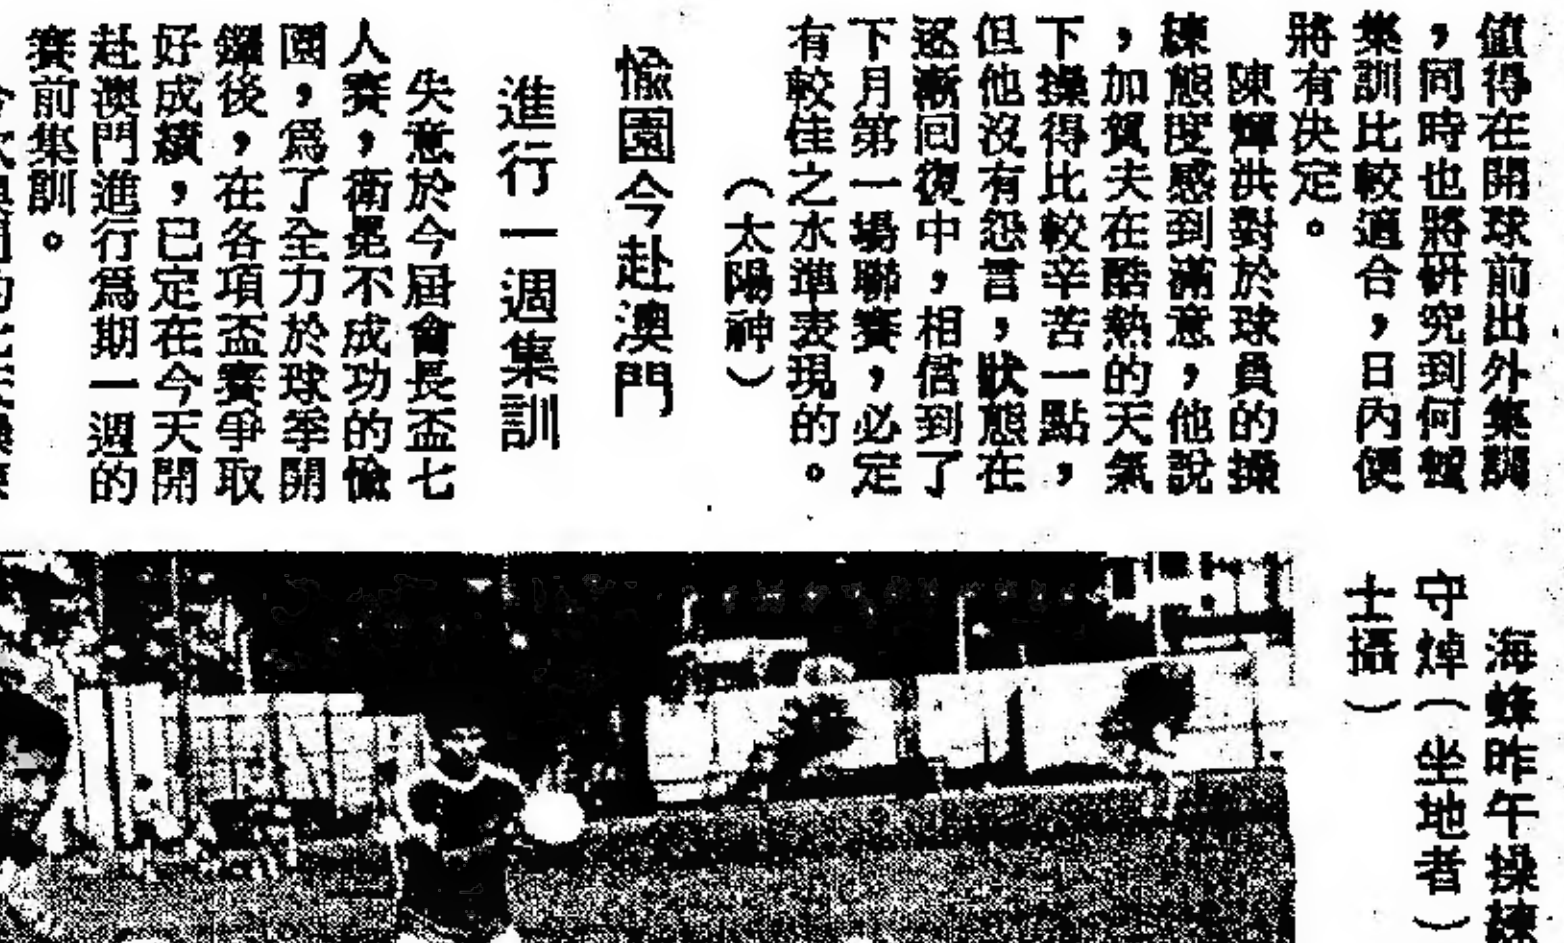 值得在開球前出外集訓
，同時也將研究到何種
集訓比較適合，日內便
將有決定。
陳輝洪對於球員的操
練態度感到滿意，他說
，加賀夫在酷熱的天氣
下操得比較辛苦一點，
但他沒有怨言，狀態在
逐漸囘復中，相信到了
下月第一場聯賽，必定
有較佳之水準表現的。
（太陽神）
愉園今赴澳門
進行一週集訓
失意於今屆會長盃七
人賽，衛冕不成功的愉
園，爲了全力於球季開
鑼後，在各項盃賽爭取
好成績，已定在今天開
赴澳門進行爲期一週的
賽前集訓。
海蜂昨午操練
守焯（坐地者）
士攝）